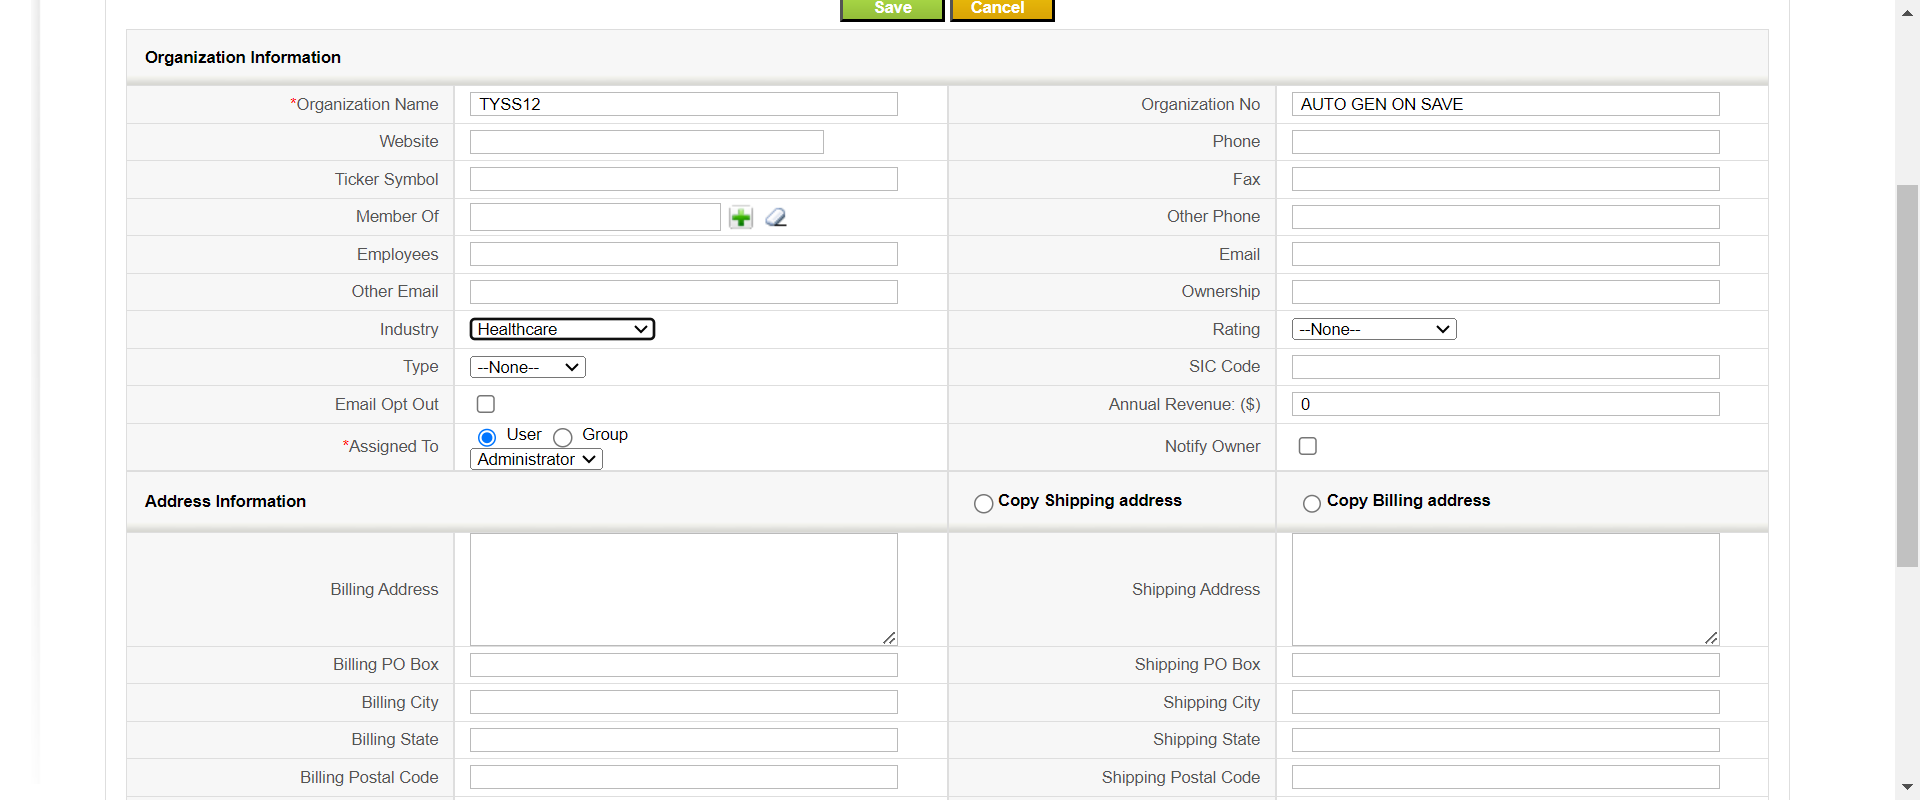 Save Cancel
Organization Information
*Organization Name TYSS12 Organization No AUTO GEN ON SAVE
Website Phone
Ticker Symbol Fax
Member Of Other Phone
Employees Email
Other Email Ownership
Industry Healthcare Rating --None--
Type --None-- SIC Code
Email Opt Out Annual Revenue: ($) 0
*Assigned To User Group Notify Owner
Administrator
Address Information Copy Shipping address Copy Billing address
Billing Address Shipping Address
Billing PO Box Shipping PO Box
Billing City Shipping City
Billing State Shipping State
Billing Postal Code Shipping Postal Code